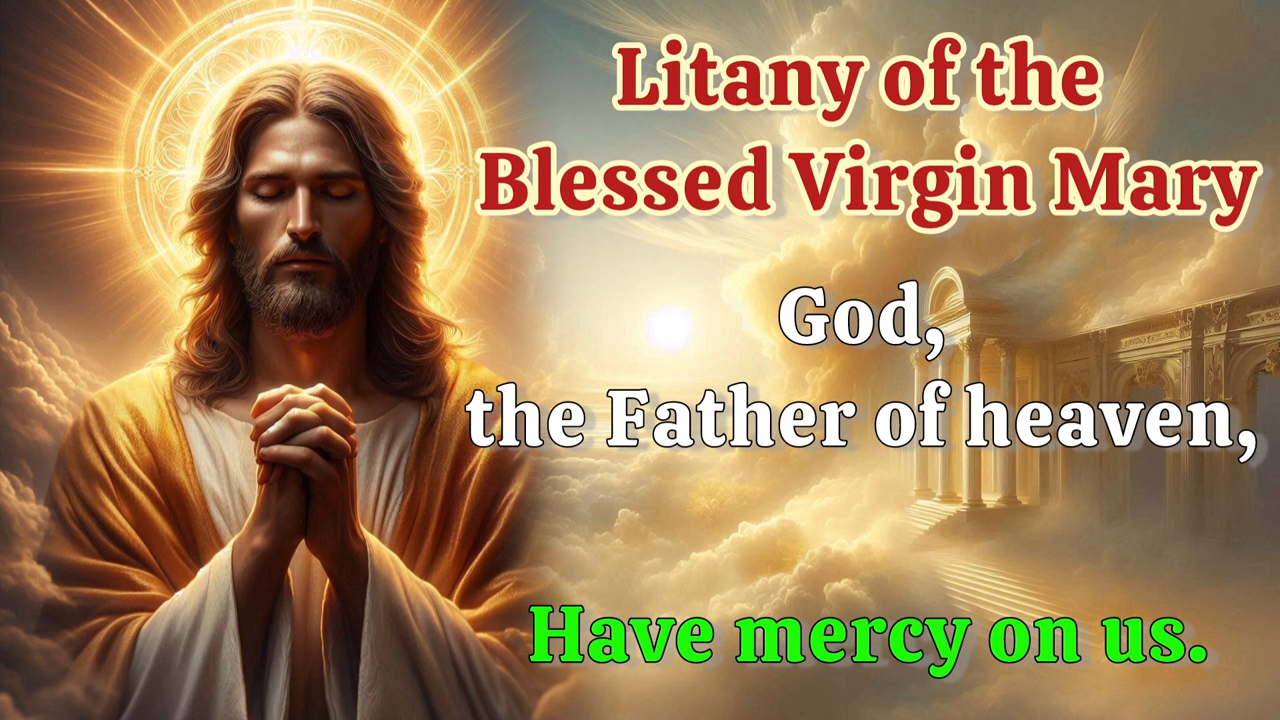 Litany of the
Blessed Virgin Mary
God,
the Father of heaven,
Have mercy on us.